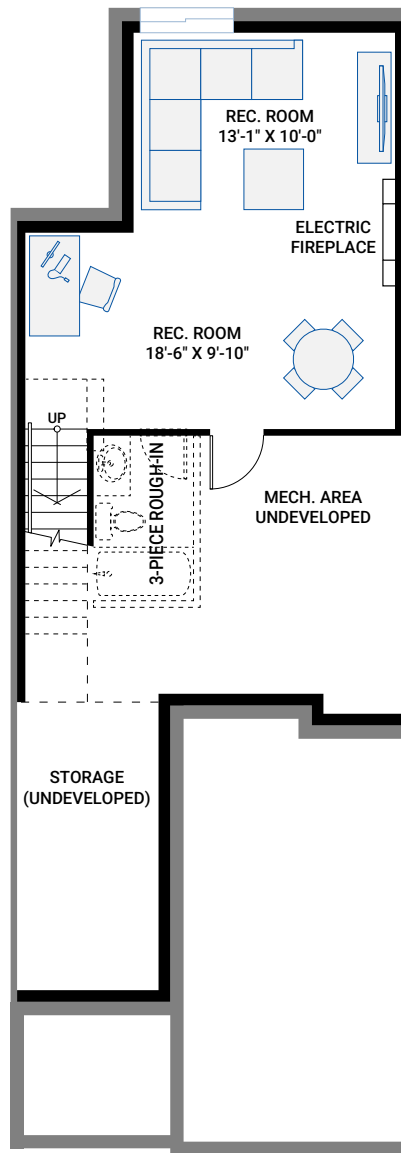 REC. ROOM
13'-1" X 10'-0"
ELECTRIC
FIREPLACE
REC. ROOM
18'-6" X 9'-10"
UP
3-PIECE ROUGH-IN
MECH. AREA
UNDEVELOPED
STORAGE
(UNDEVELOPED)